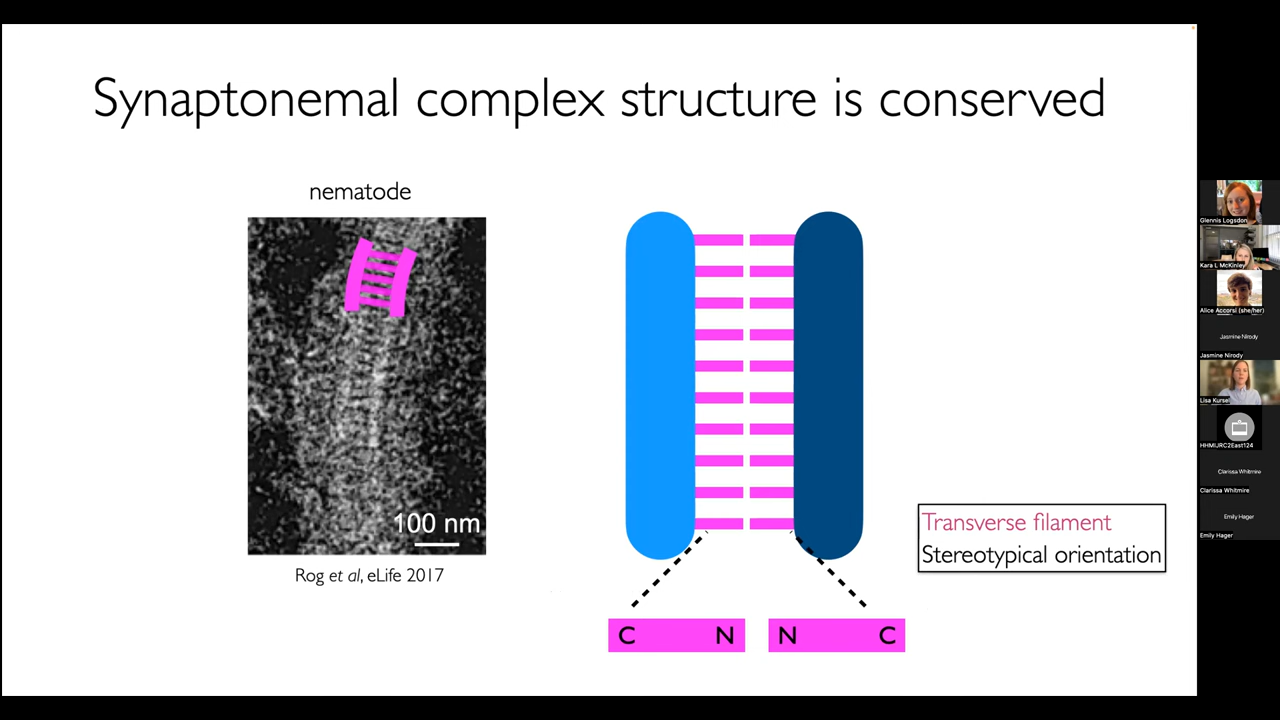 Synaptonemal complex structure is conserved
nematode
100 nm
Rog et al, eLife 2017
Transverse filament
Stereotypical orientation
C N N C
Glennis Logsdon
Kara L McKinley
Alice Accorsi (she/her)
Jasmine Nirody
Jasmine Nirody
Lisa Kursel
HHMIJRC2East124
Clarissa Whitmire
Clarissa Whitmire
Emily Hager
Emily Hager